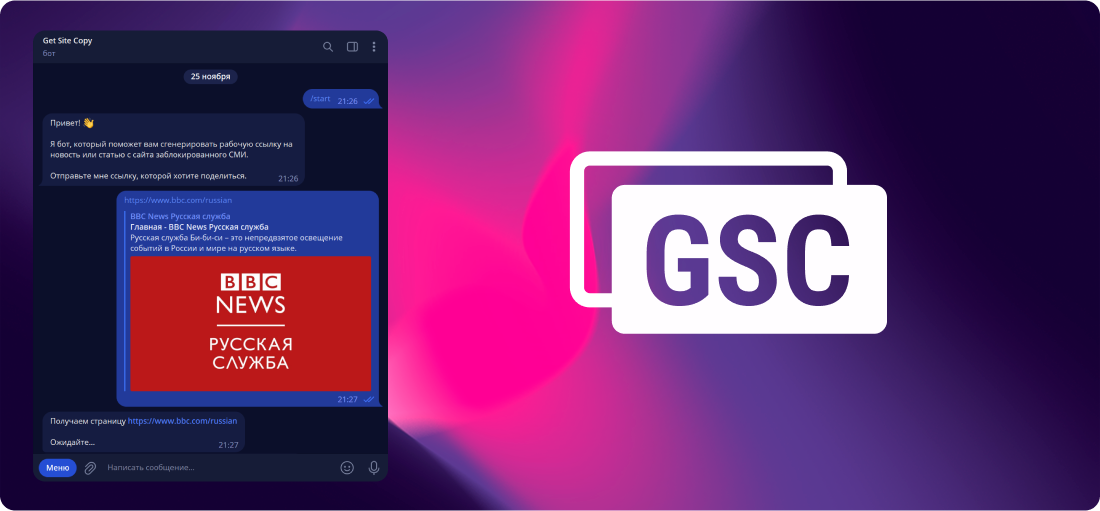 Get Site Copy
бот
25 ноября
/start 21:26
Привет! 👋
Я бот, который поможет вам сгенерировать рабочую ссылку на
новость или статью с сайта заблокированного СМИ.
Отправьте мне ссылку, которой хотите поделиться. 21:26
https://www.bbc.com/russian
BBC News Русская служба
Главная - BBC News Русская служба
Русская служба Би-би-си – это непредвзятое освещение
событий в России и мире на русском языке.
BBC
NEWS
РУССКАЯ
СЛУЖБА
21:27
Получаем страницу https://www.bbc.com/russian
Ожидайте... 21:27
Меню Написать сообщение...
GSC